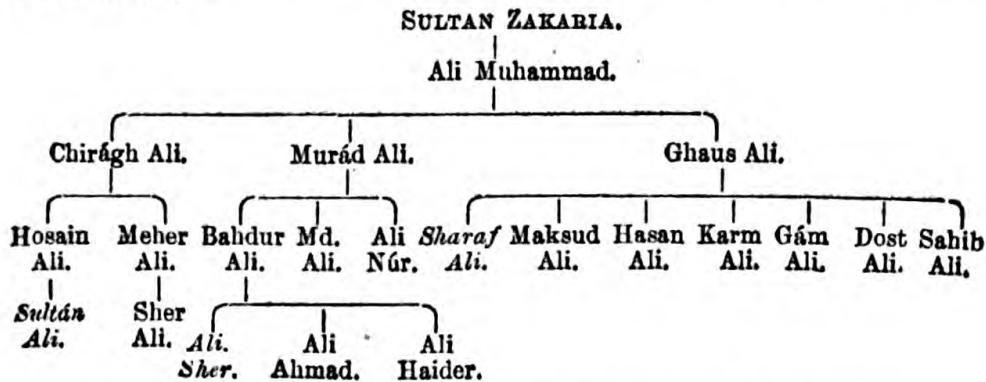 SULTAN ZAKARIA.
Ali Muhammad.
Chirágh Ali. Murád Ali. Ghaus Ali.
Hosain Meher Bahdur Md. Ali Sharaf Maksud Hasan Karm Gám Dost Sahib
Ali. Ali. Ali. Ali. Núr. Ali. Ali. Ali. Ali. Ali. Ali. Ali.
Sultán Sher
Ali. Ali. Ali. Ali Ali
Sher. Ahmad. Haider.